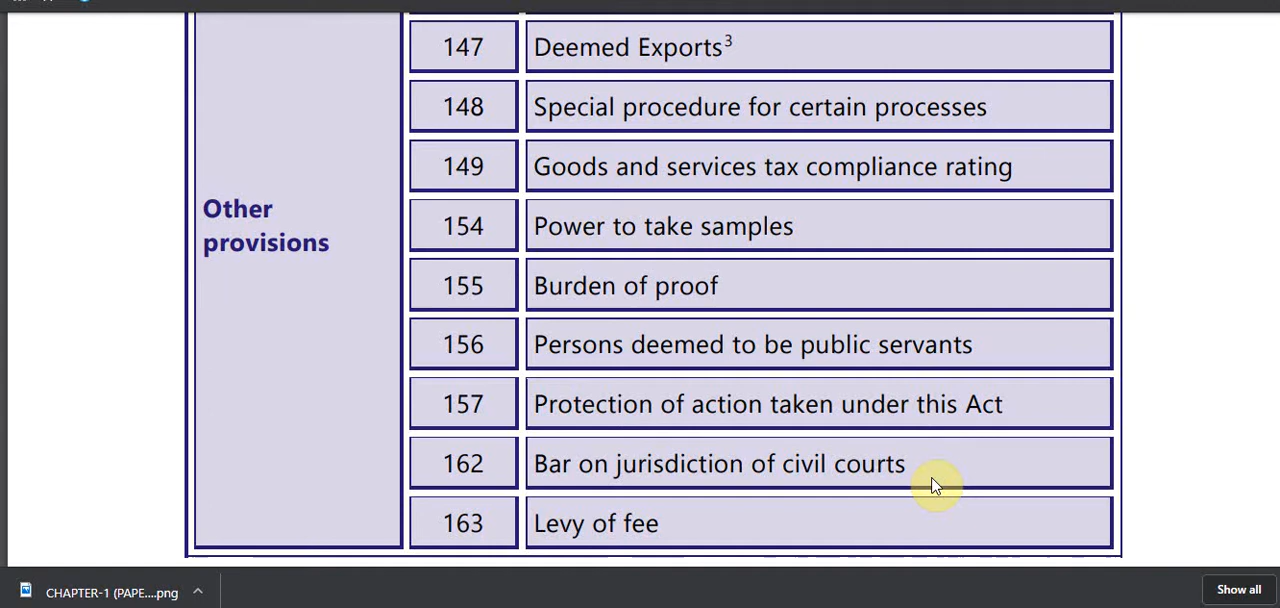 147 Deemed Exports3
148 Special procedure for certain processes
149 Goods and services tax compliance rating
Other provisions
154 Power to take samples
155 Burden of proof
156 Persons deemed to be public servants
157 Protection of action taken under this Act
162 Bar on jurisdiction of civil courts
163 Levy of fee
CHAPTER-1 (PAPE....png
Show all